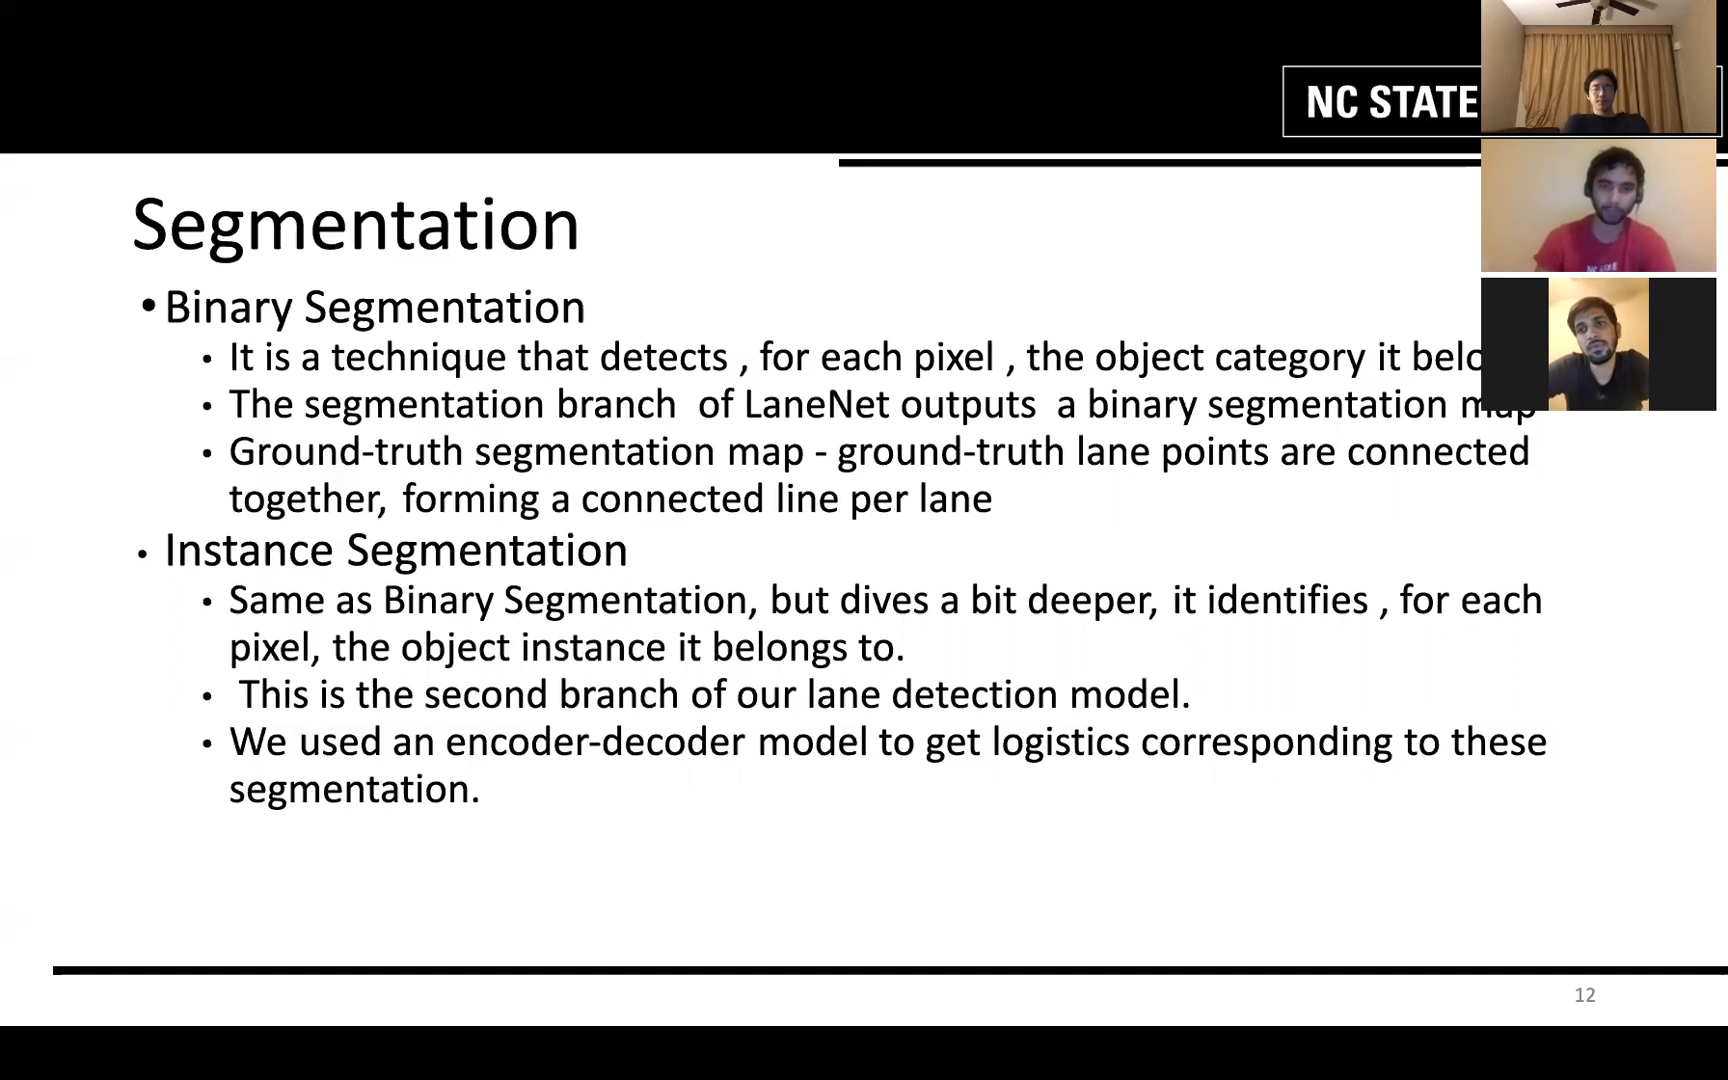 NC STATE
Segmentation
• Binary Segmentation
• It is a technique that detects , for each pixel , the object category it
• The segmentation branch of LaneNet outputs a binary segmentation map
• Ground-truth segmentation map - ground-truth lane points are connected
together, forming a connected line per lane
• Instance Segmentation
• Same as Binary Segmentation, but dives a bit deeper, it identifies , for each
pixel, the object instance it belongs to.
• This is the second branch of our lane detection model.
• We used an encoder-decoder model to get logistics corresponding to these
segmentation.
12